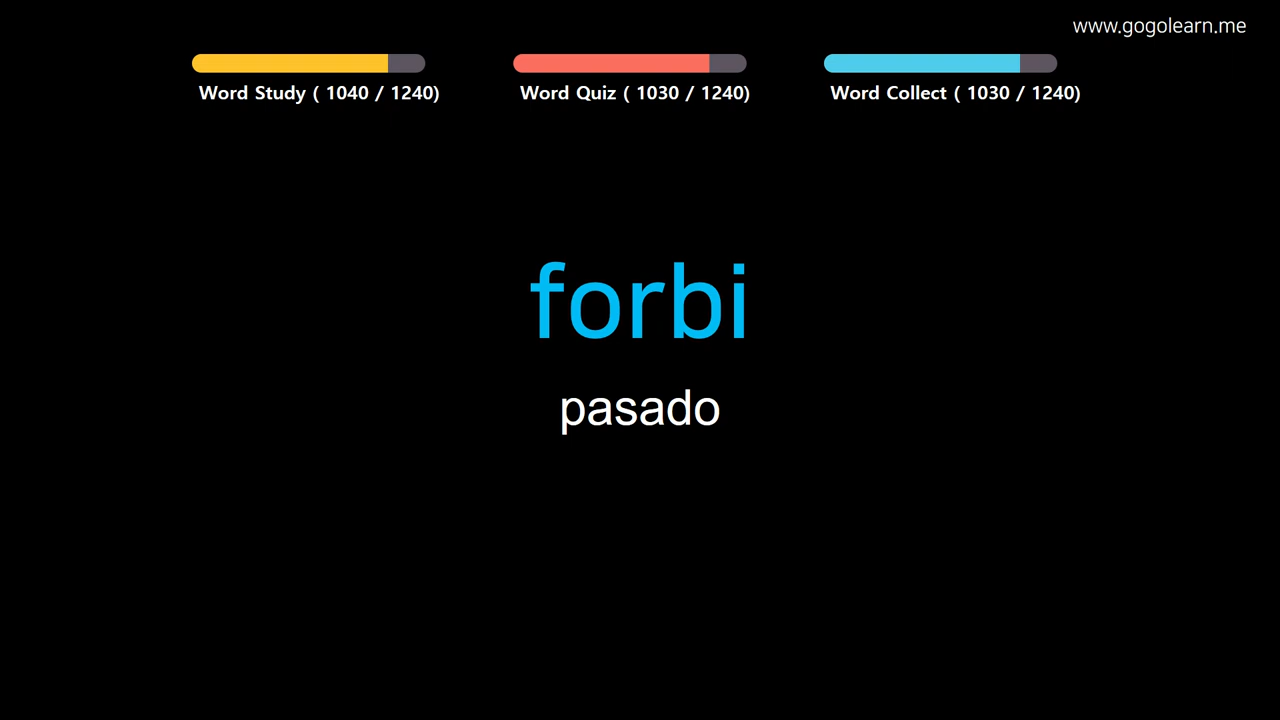 www.gogolearn.me
Word Study ( 1040 / 1240)
Word Quiz ( 1030 / 1240)
Word Collect ( 1030 / 1240)
forbi
pasado